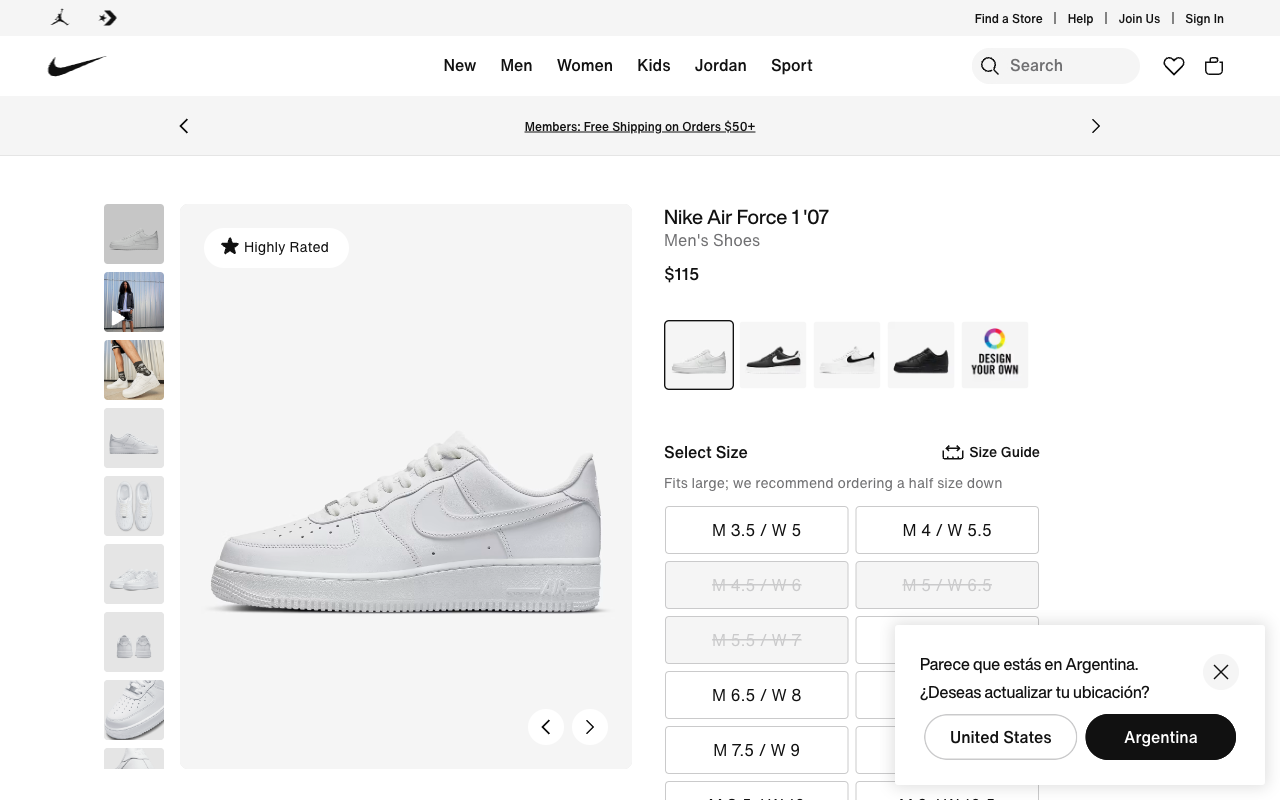 Find a Store
Help
Join Us
Sign In
New
Men
Women
Kids
Jordan
Sport
Search
Members: Free Shipping on Orders $50+
Highly Rated
Nike Air Force 1 '07
Men's Shoes
$115
DESIGN
YOUR OWN
Select Size
Size Guide
Fits large; we recommend ordering a half size down
M 3.5 / W 5
M 4 / W 5.5
M 4.5 / W 6
M 5 / W 6.5
M 5.5 / W 7
M 6.5 / W 8
M 7.5 / W 9
Parece que estás en Argentina.
¿Deseas actualizar tu ubicación?
United States
Argentina